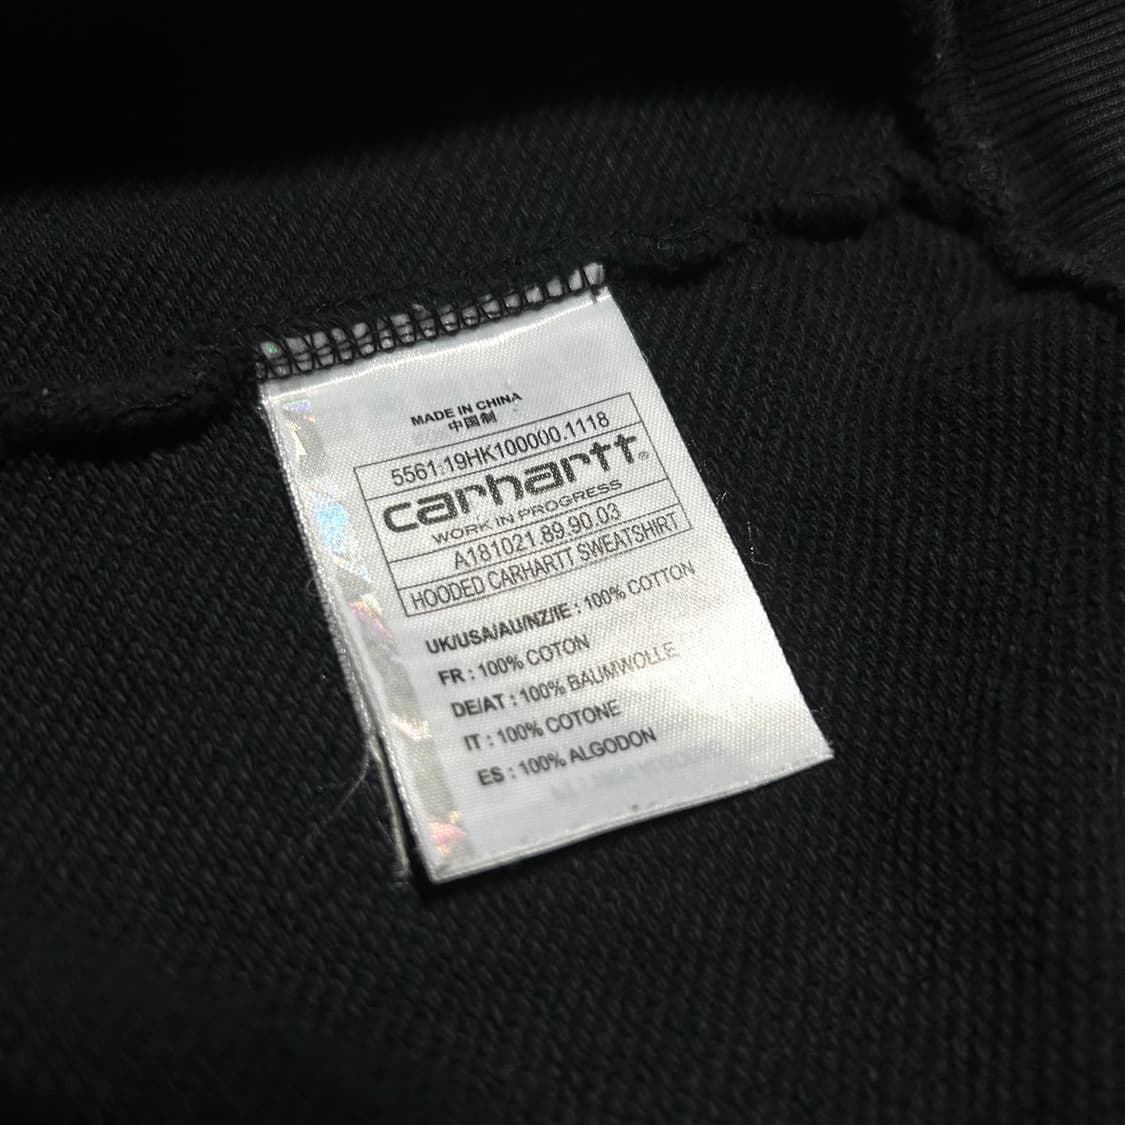 MADE IN CHINA
中国制
5561.19HK100000.1118
carhartt®
WORK IN PROGRESS
A181021.89.90.03
HOODED CARHARTT SWEATSHIRT
UK/USA/AU/NZ/IE : 100% COTTON
FR : 100% COTON
DE/AT : 100% BAUMWOLLE
IT : 100% COTONE
ES : 100% ALGODON